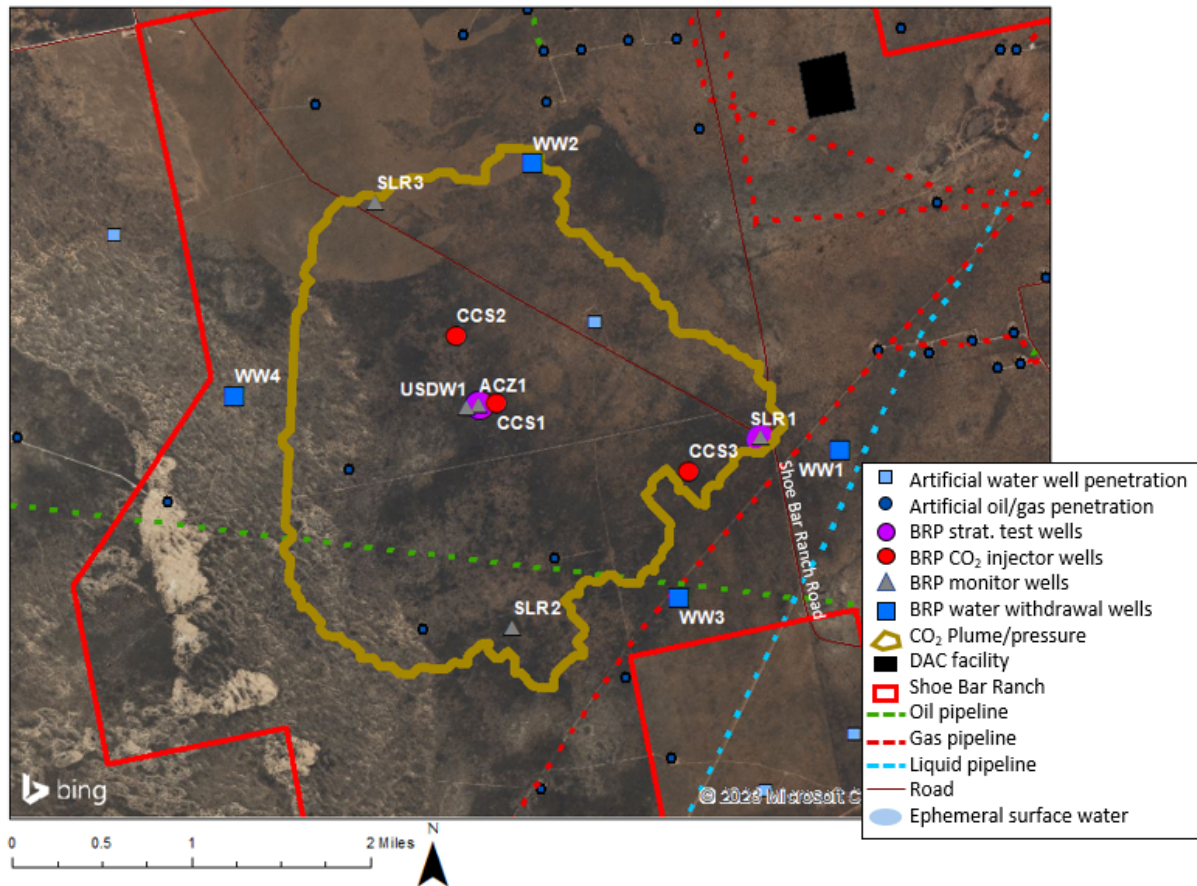 WW2
SLR3
CCS2
WW4
USDW1
ACZ1
CCS1
SLR1
CCS3
WW1
Shoe Bar Ranch Road
SLR2
WW3
Artificial water well penetration
Artificial oil/gas penetration
BRP strat. test wells
BRP CO₂ injector wells
BRP monitor wells
BRP water withdrawal wells
CO₂ Plume/pressure
DAC facility
Shoe Bar Ranch
Oil pipeline
Gas pipeline
Liquid pipeline
Road
Ephemeral surface water
bing
© 2023 Microsoft C
0 0.5 1 2 Miles
N